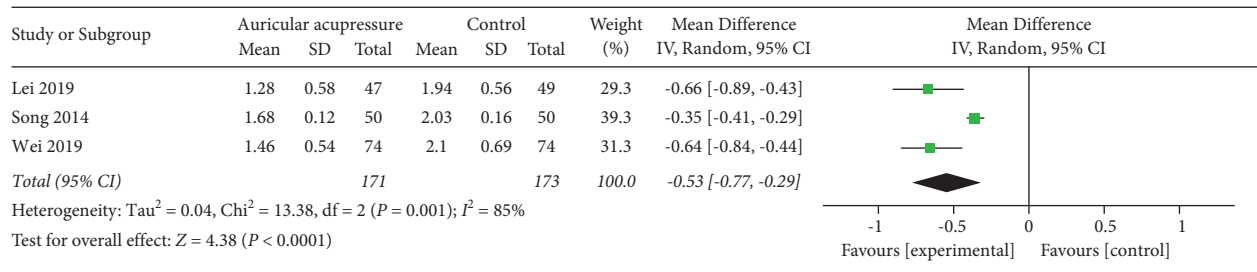 Study or Subgroup Auricular acupressure Control Weight Mean Difference Mean Difference
Mean SD Total Mean SD Total (%) IV, Random, 95% CI IV, Random, 95% CI
Lei 2019 1.28 0.58 47 1.94 0.56 49 29.3 -0.66 [-0.89, -0.43]
Song 2014 1.68 0.12 50 2.03 0.16 50 39.3 -0.35 [-0.41, -0.29]
Wei 2019 1.46 0.54 74 2.1 0.69 74 31.3 -0.64 [-0.84, -0.44]
Total (95% CI) 171 173 100.0 -0.53 [-0.77, -0.29]
Heterogeneity: Tau² = 0.04, Chi² = 13.38, df = 2 (P = 0.001); I² = 85%
Test for overall effect: Z = 4.38 (P < 0.0001)
-1 -0.5 0 0.5 1
Favours [experimental] Favours [control]